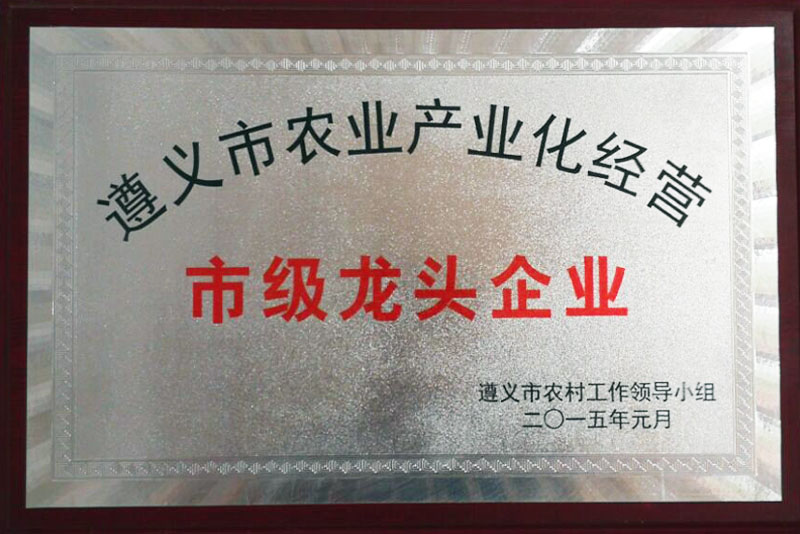 遵义市农业产业化经营
市级龙头企业
遵义市农村工作领导小组
二〇一五年元月